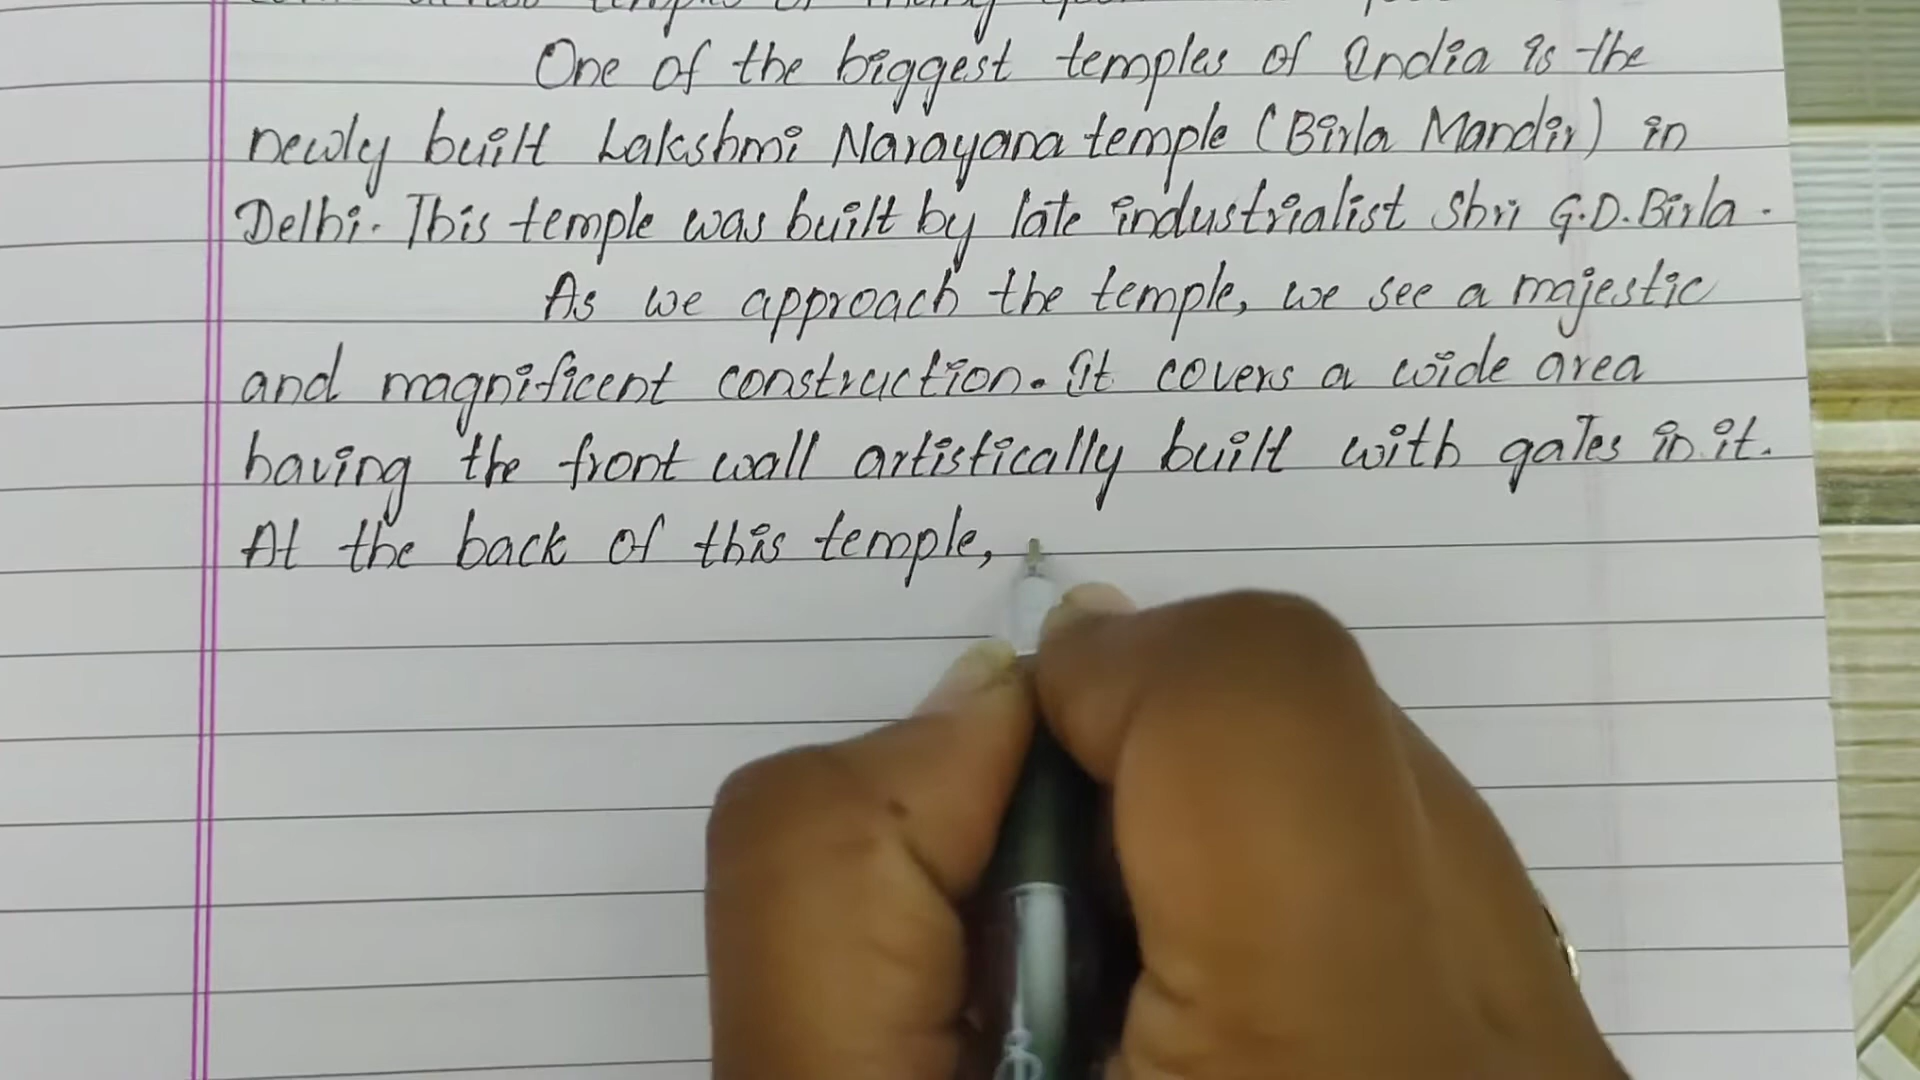 temples of many
One of the biggest temples of India is the
newly built Lakshmi Narayana temple (Birla Mandir) in
Delhi. This temple was built by late industrialist Shri G.D. Birla.
As we approach the temple, we see a majestic
and magnificent construction. It covers a wide area
having the front wall artistically built with gates in it.
At the back of this temple,